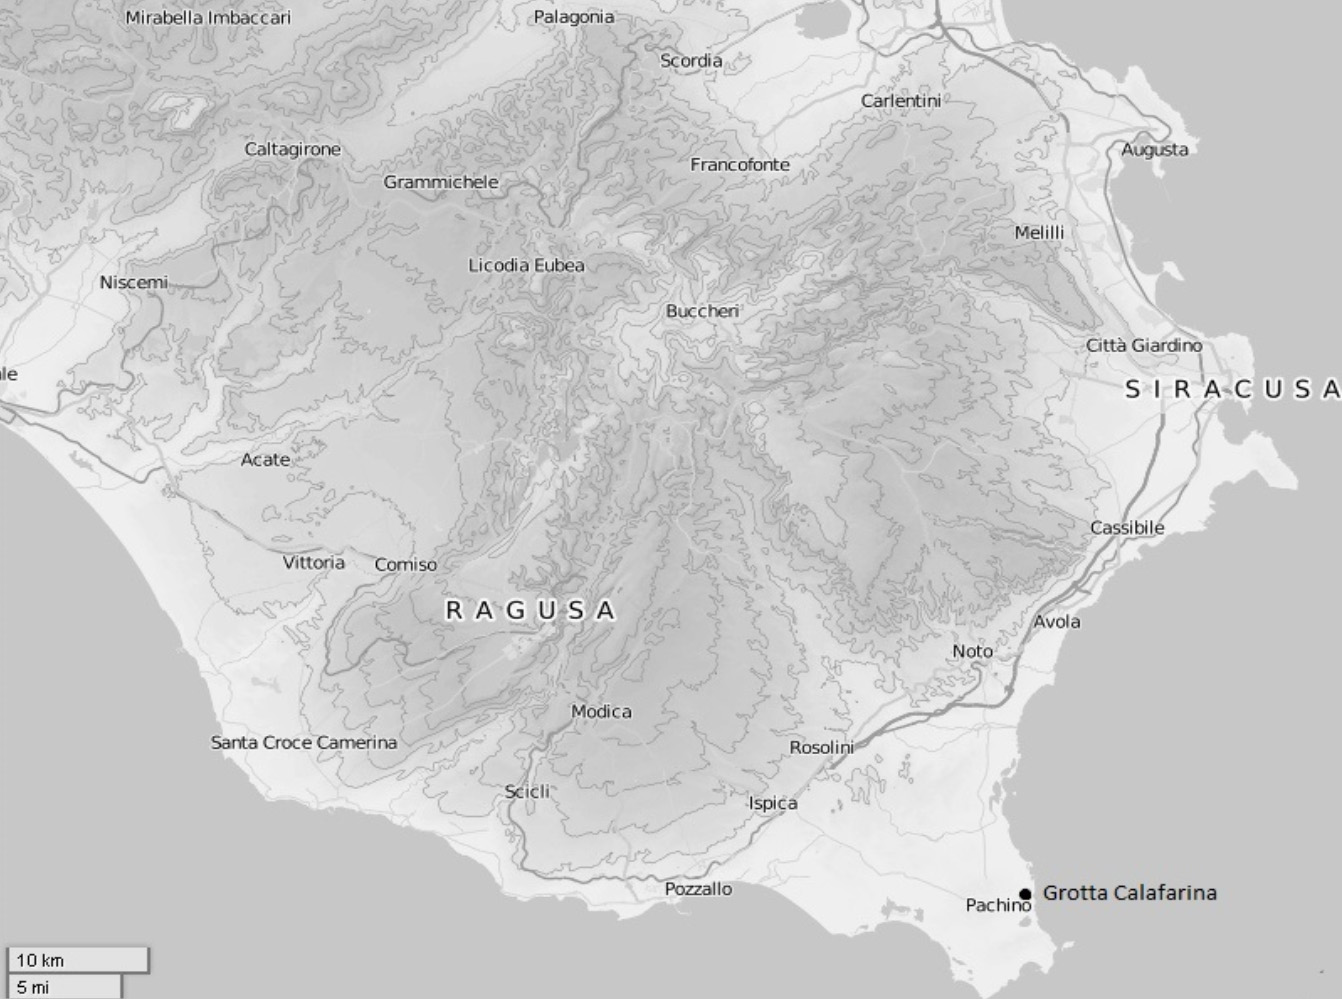 Mirabella Imbaccari
Palagonia
Scordia
Carlentini
Caltagirone
Augusta
Francofonte
Grammichele
Melilli
Licodia Eubea
Niscemi
Buccheri
Città Giardino
le
SIRACUSA
Acate
Cassibile
Vittoria
Comiso
RAGUSA
Avola
Noto
Modica
Santa Croce Camerina
Rosolini
Scicli
Ispica
Pozzallo
Grotta Calafarina
Pachino
10 km
5 mi